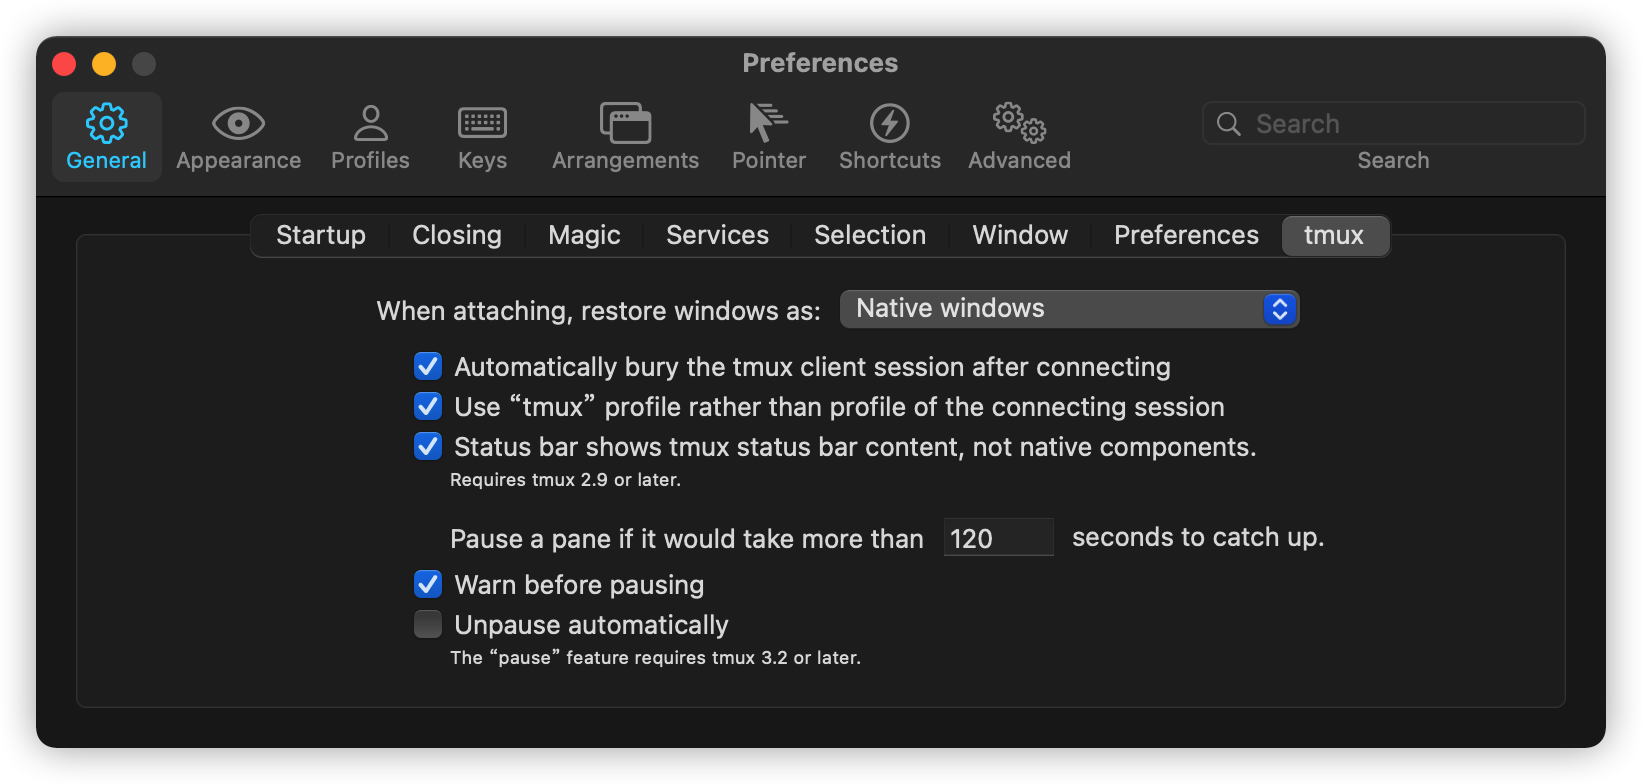 Preferences
General Appearance Profiles Keys Arrangements Pointer Shortcuts Advanced Search
Search
Startup Closing Magic Services Selection Window Preferences tmux
When attaching, restore windows as: Native windows
Automatically bury the tmux client session after connecting
Use “tmux” profile rather than profile of the connecting session
Status bar shows tmux status bar content, not native components.
Requires tmux 2.9 or later.
Pause a pane if it would take more than 120 seconds to catch up.
Warn before pausing
Unpause automatically
The “pause” feature requires tmux 3.2 or later.